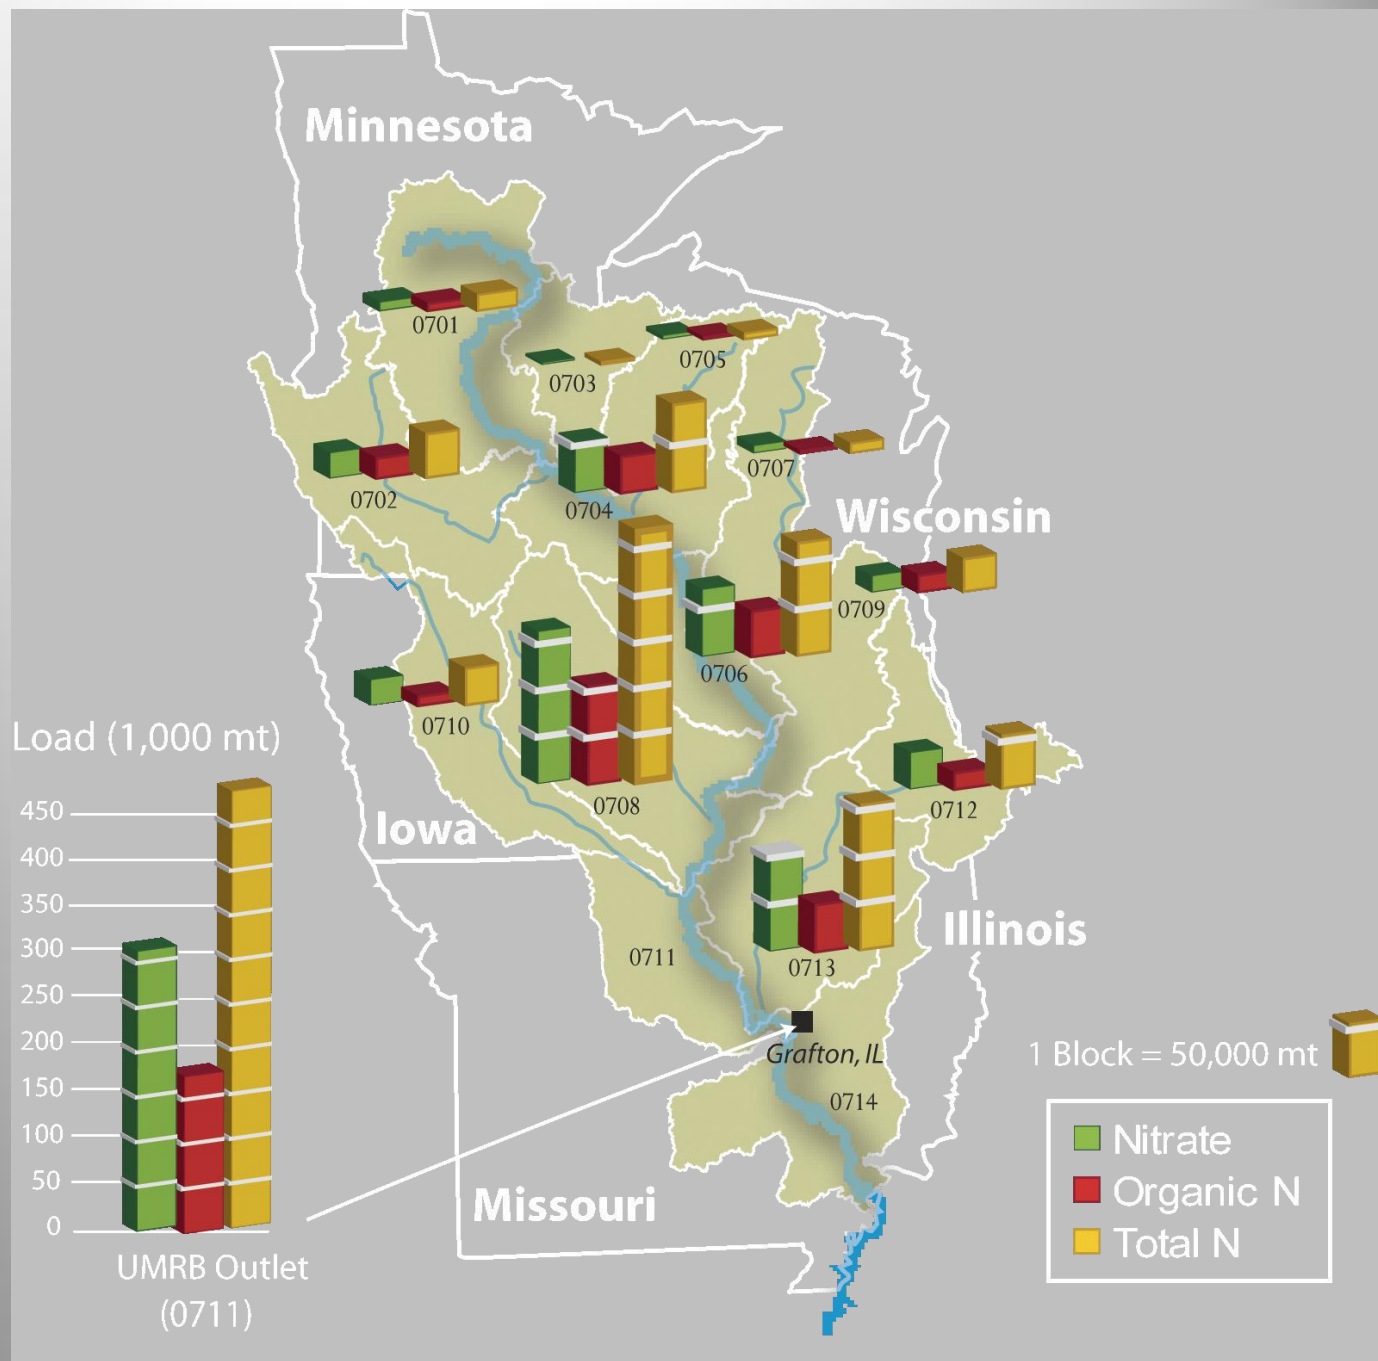 Minnesota
0701
0705
0703
0707
0702
0704
Wisconsin
0709
0706
0710
Load (1,000 mt)
0712
0708
450
Iowa
400
350
Illinois
300
0711
0713
250
200
Grafton, IL
1 Block = 50,000 mt
150
0714
100
Nitrate
50
Organic N
Missouri
0
Total N
UMRB Outlet
(0711)